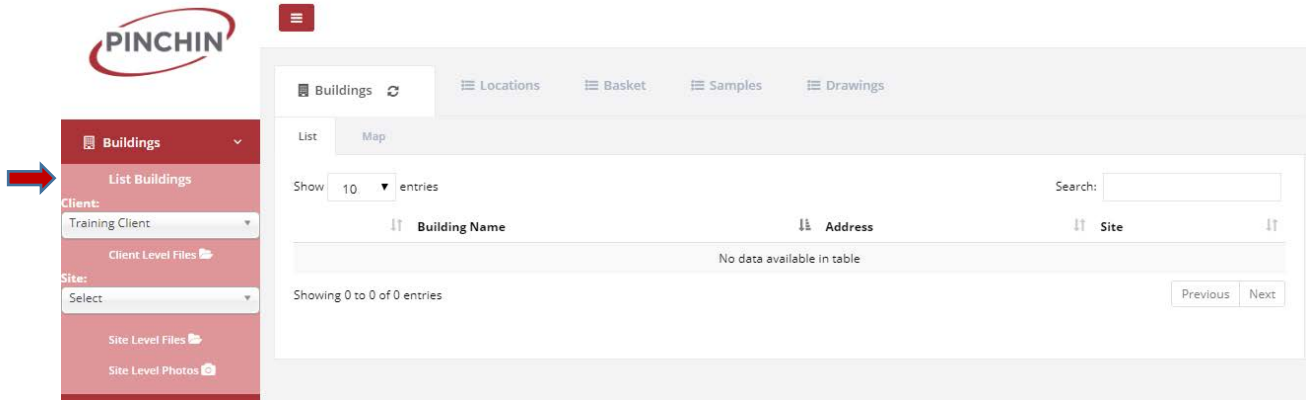 PINCHIN
Buildings
List Buildings
Client:
Training Client
Client Level Files
Site:
Select
Site Level Files
Site Level Photos
Buildings Locations Basket Samples Drawings
List Map
Show 10 entries Search:
Building Name Address Site
No data available in table
Showing 0 to 0 of 0 entries Previous Next